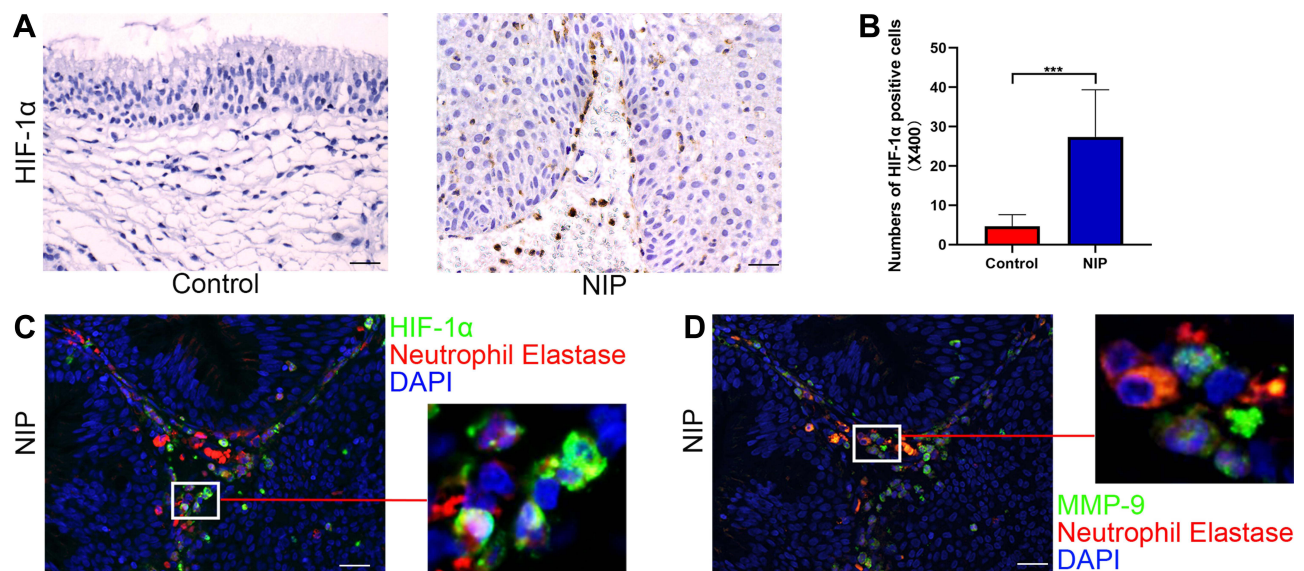 A
HIF-1α
Control
NIP
B
Numbers of HIF-1α positive cells
(X400)
50
40
30
20
10
0
***
Control
NIP
C
NIP
HIF-1α
Neutrophil Elastase
DAPI
D
NIP
MMP-9
Neutrophil Elastase
DAPI